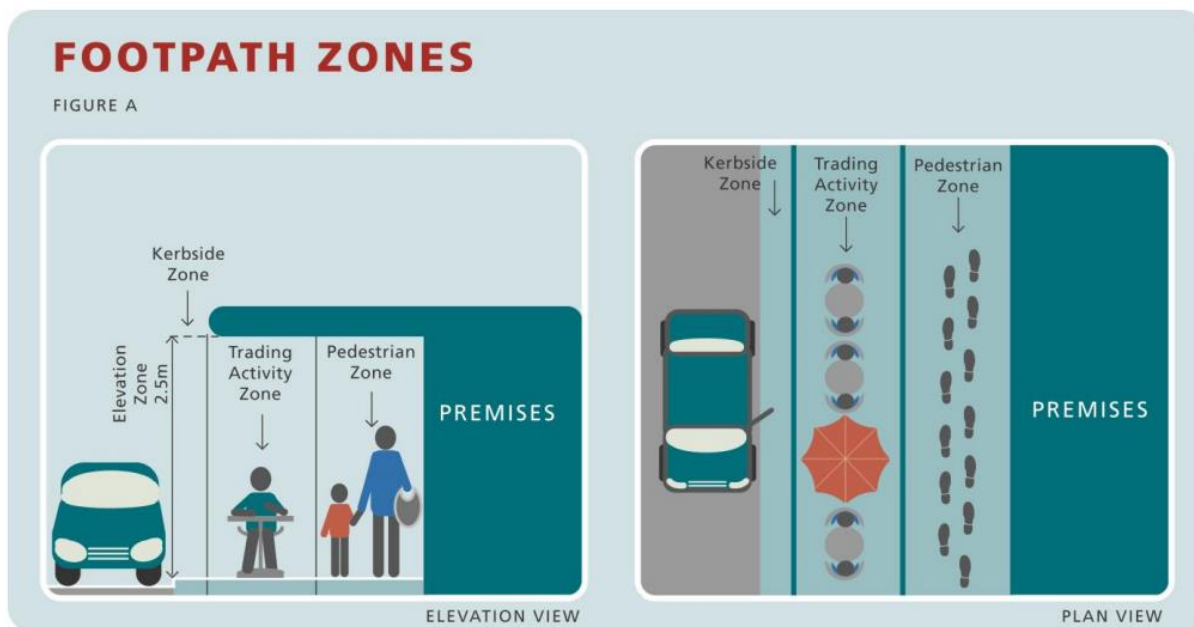 FOOTPATH ZONES
FIGURE A
Kerbside
Zone
Elevation
Zone
2.5m
Trading
Activity
Zone
Pedestrian
Zone
PREMISES
ELEVATION VIEW
Kerbside
Zone
Trading
Activity
Zone
Pedestrian
Zone
PREMISES
PLAN VIEW